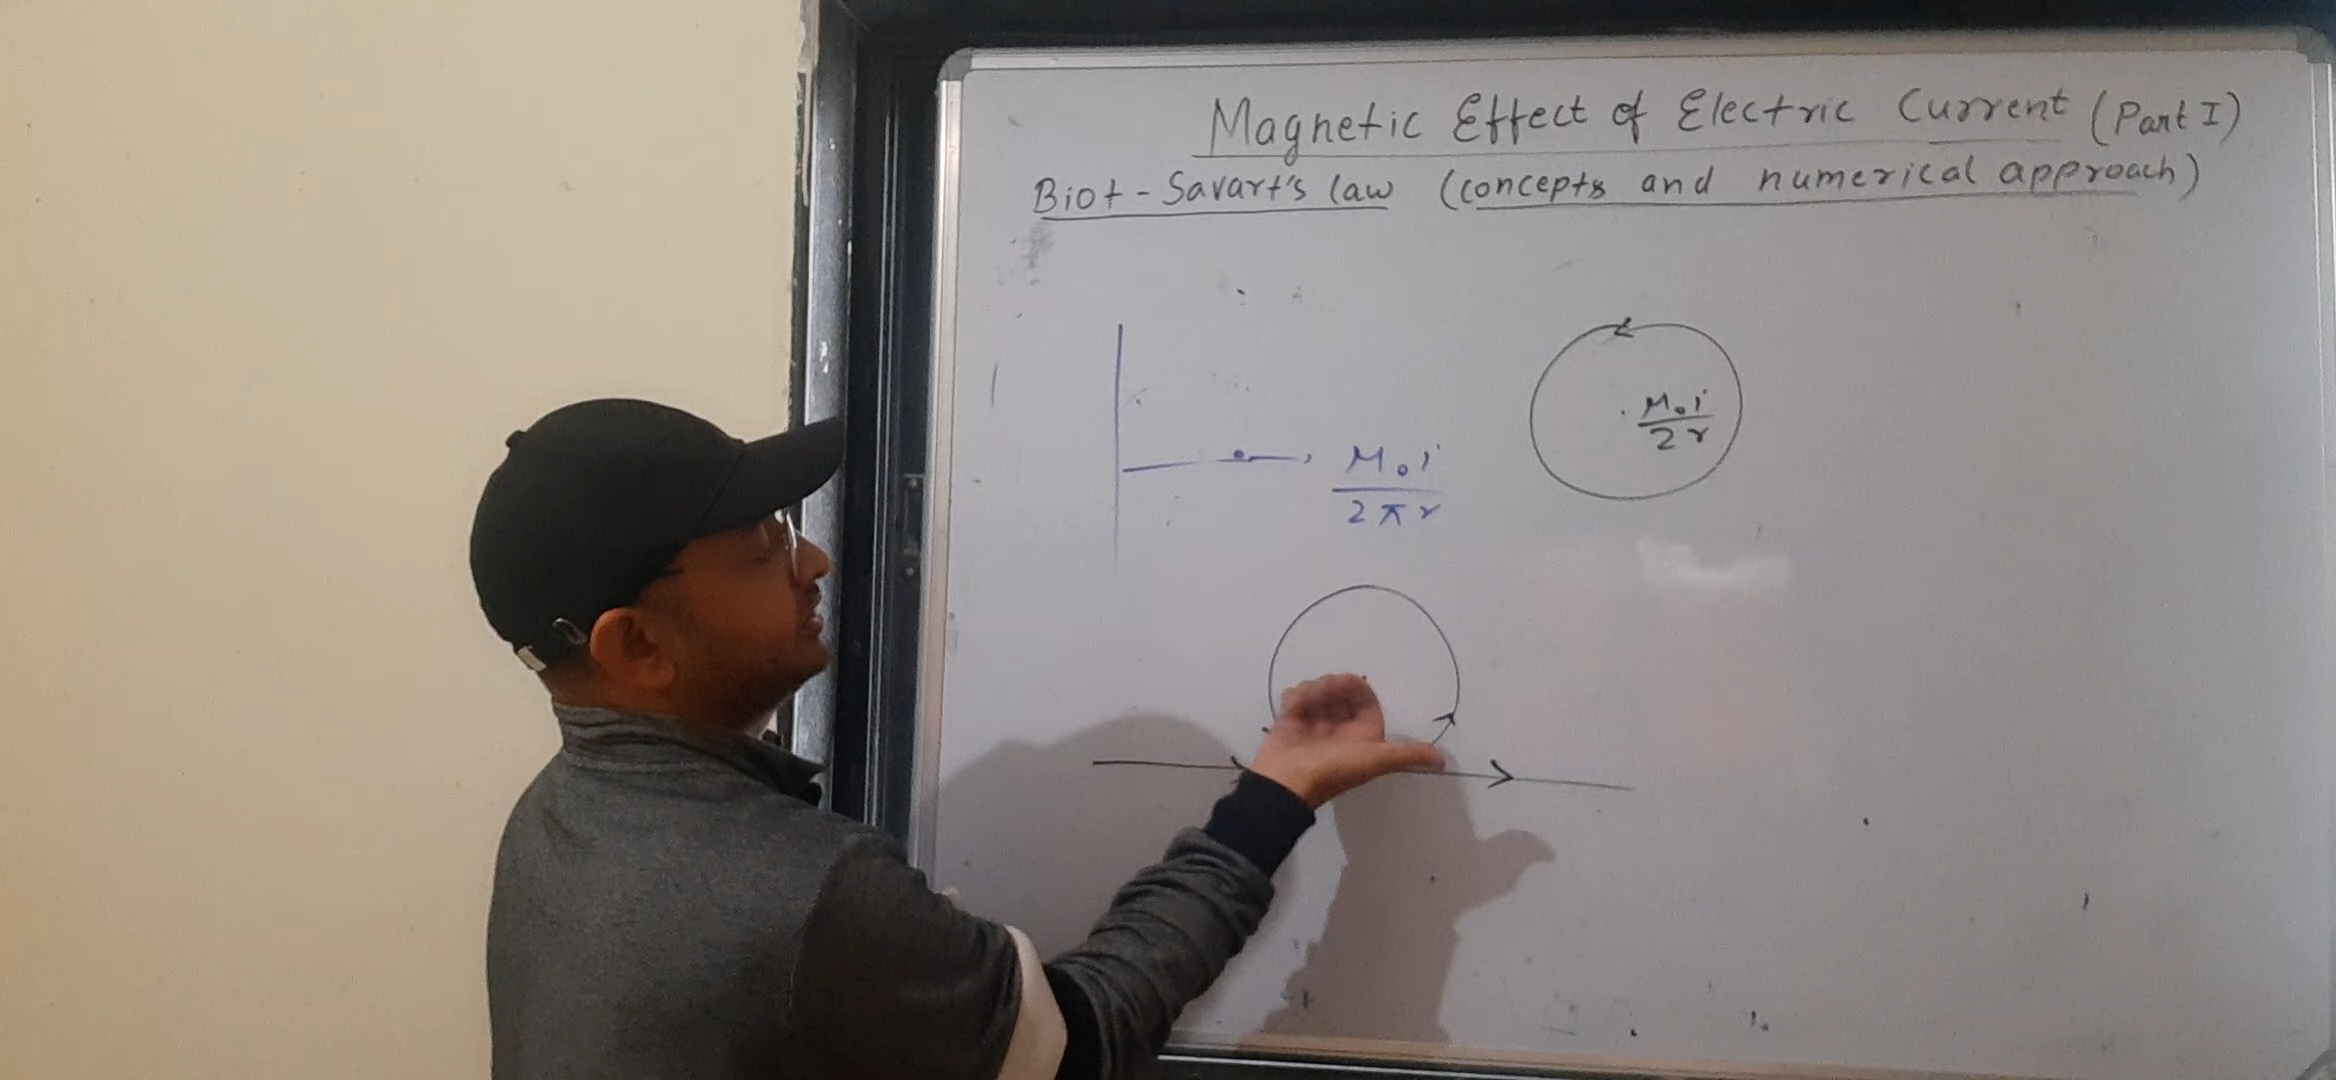 Magnetic Effect of Electric Current (Part I)
Biot-Savart's law (concepts and numerical approach)
μ₀i
2πr
μ₀i
2r